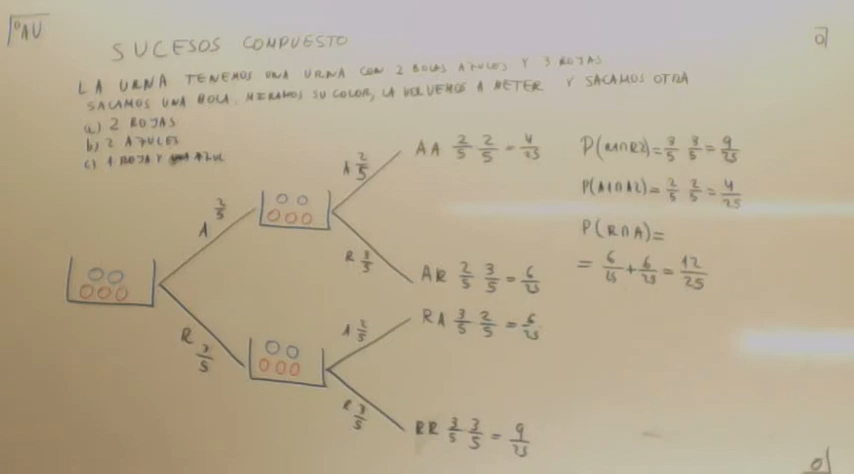 PAU
SUCESOS COMPUESTO
LA URNA TENEMOS UNA URNA CON 2 BOLAS AZULES Y 3 ROJAS
SACAMOS UNA BOLA, MIRAMOS SU COLOR, LA VOLVEMOS A METER Y SACAMOS OTRA
a) 2 ROJAS
b) 2 AZULES
c) 1 ROJA Y AZUL
A 2/5
R 3/5
A 2/5
R 3/5
A 2/5
R 3/5
AA 2/5 2/5 = 4/25
AR 2/5 3/5 = 6/25
RA 3/5 2/5 = 6/25
RR 3/5 3/5 = 9/25
P(R1∩R2) = 3/5 3/5 = 9/25
P(A1∩A2) = 2/5 2/5 = 4/25
P(R∩A) =
= 6/25 + 6/25 = 12/25